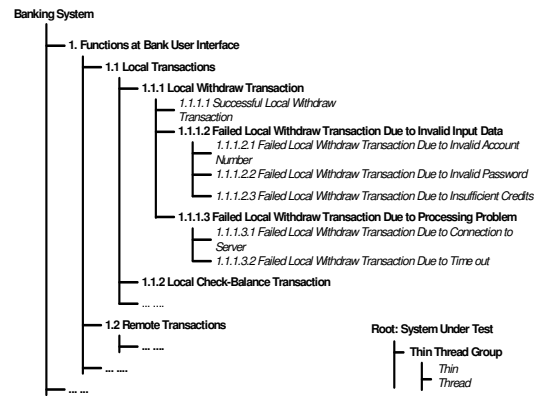 Banking System
1. Functions at Bank User Interface
1.1 Local Transactions
1.1.1 Local Withdraw Transaction
1.1.1.1 Successful Local Withdraw
Transaction
1.1.1.2 Failed Local Withdraw Transaction Due to Invalid Input Data
1.1.1.2.1 Failed Local Withdraw Transaction Due to Invalid Account
Number
1.1.1.2.2 Failed Local Withdraw Transaction Due to Invalid Password
1.1.1.2.3 Failed Local Withdraw Transaction Due to Insufficient Credits
1.1.1.3 Failed Local Withdraw Transaction Due to Processing Problem
1.1.1.3.1 Failed Local Withdraw Transaction Due to Connection to
Server
1.1.1.3.2 Failed Local Withdraw Transaction Due to Time out
1.1.2 Local Check-Balance Transaction
... ....
1.2 Remote Transactions
... ....
... ....
... ...
Root: System Under Test
Thin Thread Group
Thin
Thread